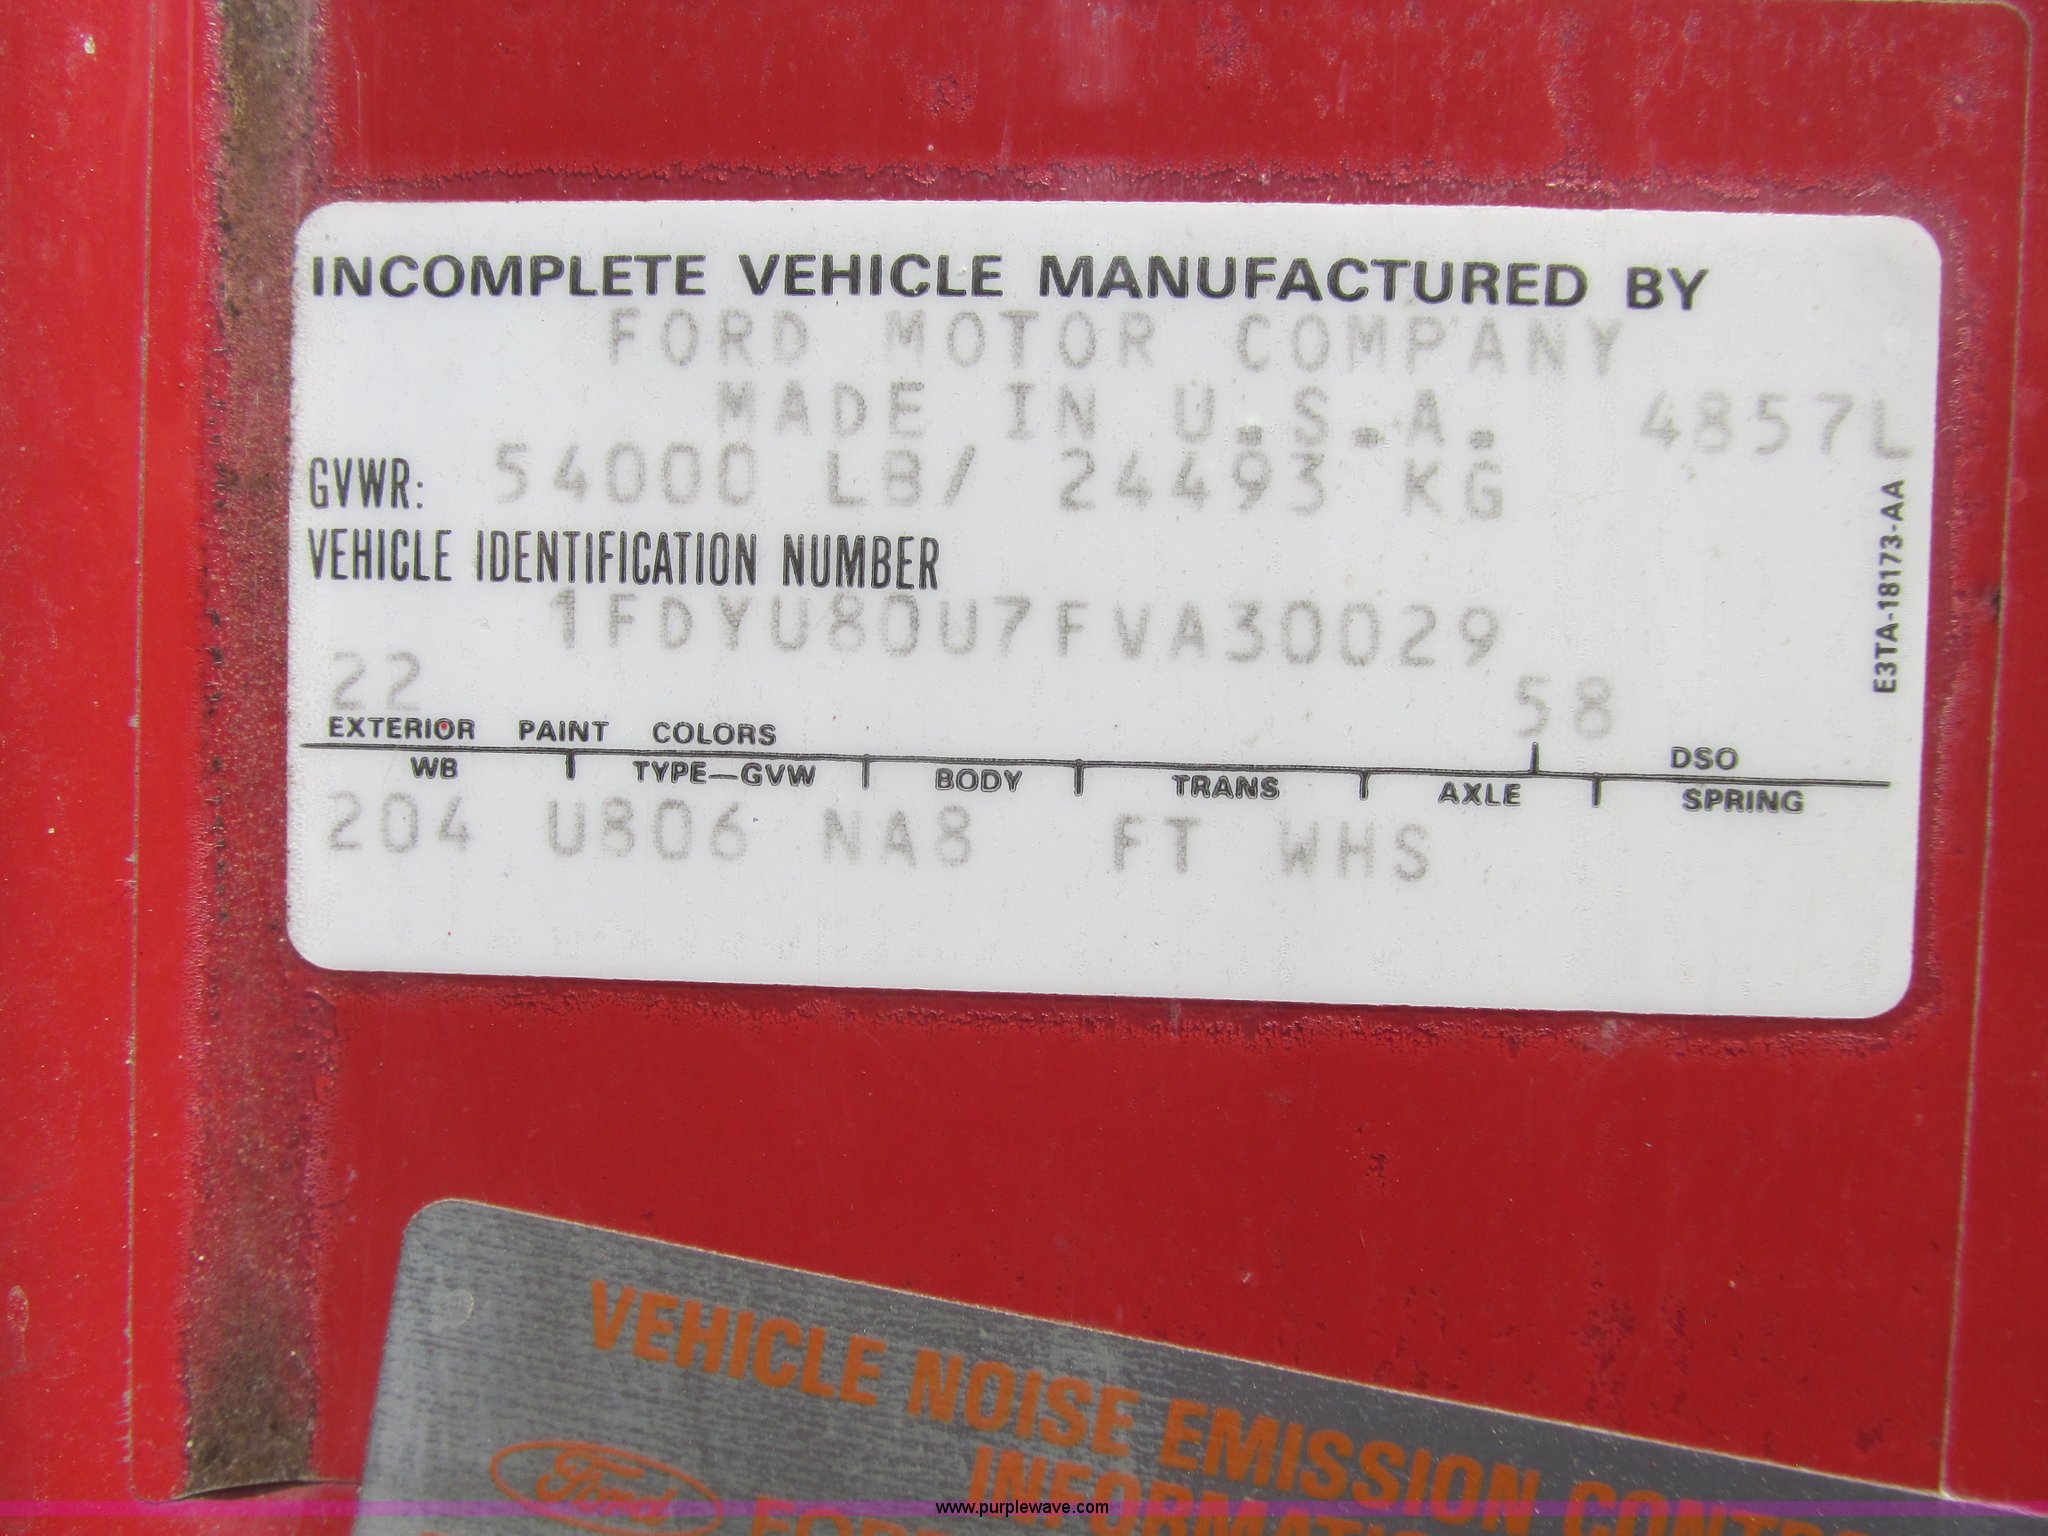 INCOMPLETE VEHICLE MANUFACTURED BY
FORD MOTOR COMPANY
MADE IN U.S.A. 4857L
GVWR: 54000 LB/ 24493 KG
VEHICLE IDENTIFICATION NUMBER
1FDYU80U7FVA30029
E3TA-18173-AA
22 58
EXTERIOR PAINT COLORS DSO
WB TYPE—GVW BODY TRANS AXLE SPRING
204 U806 NA8 FT WHS
VEHICLE NOISE EMISSION
Ford
www.purplewave.com